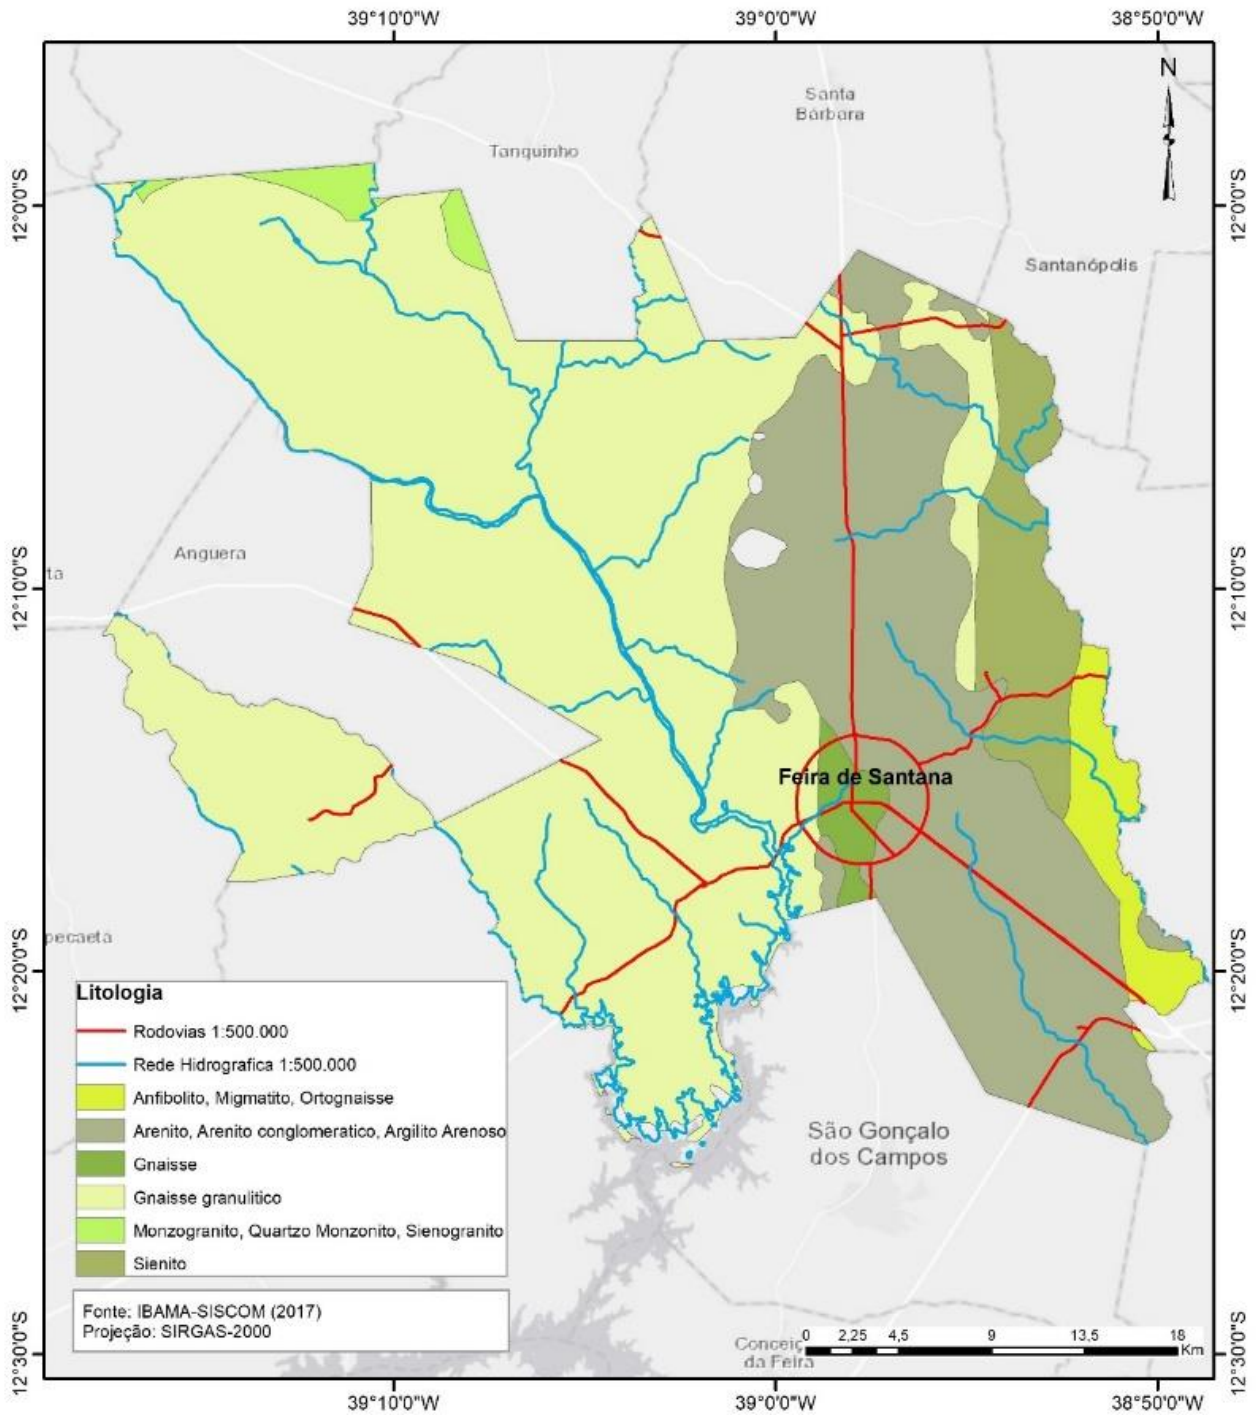 39°10'0"W
39°0'0"W
38°50'0"W
N
Santa
Bárbara
Tanquinho
12°0'0"S
12°0'0"S
Santanópolis
Anguera
ta
12°10'0"S
12°10'0"S
Feira de Santana
pecaeta
12°20'0"S
12°20'0"S
Litologia
Rodovias 1:500.000
Rede Hidrografica 1:500.000
Anfibolito, Migmatito, Ortognaisse
Arenito, Arenito conglomeratico, Argilito Arenoso
Gnaisse
Gnaisse granulitico
Monzogranito, Quartzo Monzonito, Sienogranito
Sienito
São Gonçalo
dos Campos
Fonte: IBAMA-SISCOM (2017)
Projeção: SIRGAS-2000
Conceiç
da Feira
0 2,25 4,5 9 13,5 18
Km
12°30'0"S
12°30'0"S
39°10'0"W
39°0'0"W
38°50'0"W